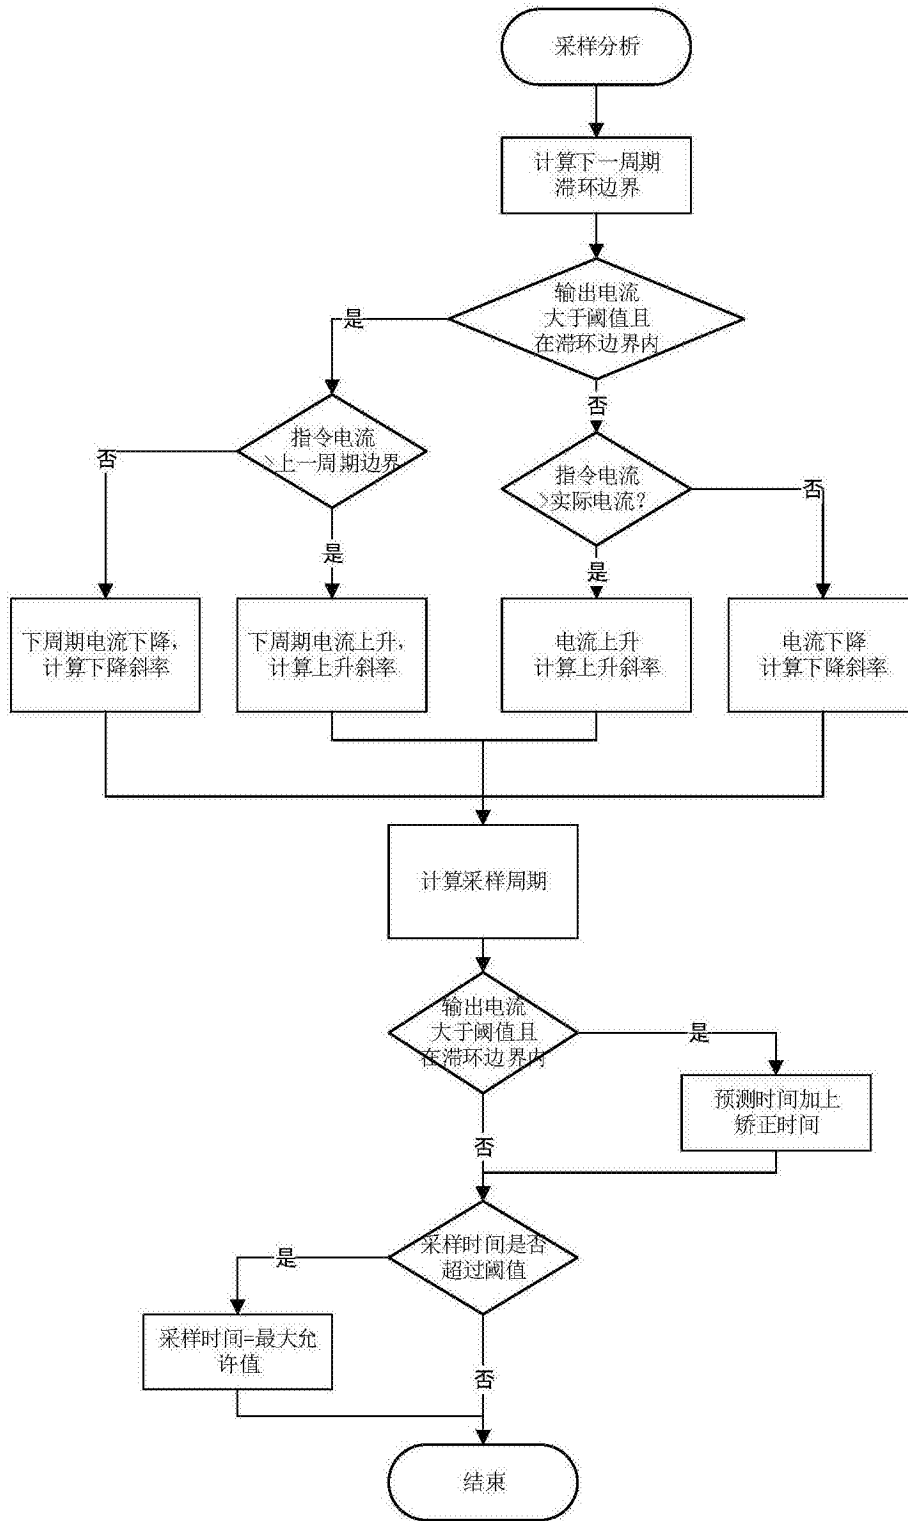 采样分析
计算下一周期
滞环边界
输出电流
大于阈值且
在滞环边界内
是
否
指令电流
>上一周期边界
指令电流
>实际电流?
否
是
是
否
下周期电流下降,
计算下降斜率
下周期电流上升,
计算上升斜率
电流上升
计算上升斜率
电流下降
计算下降斜率
计算采样周期
输出电流
大于阈值且
在滞环边界内
是
预测时间加上
矫正时间
否
采样时间是否
超过阈值
是
采样时间=最大允
许值
否
结束